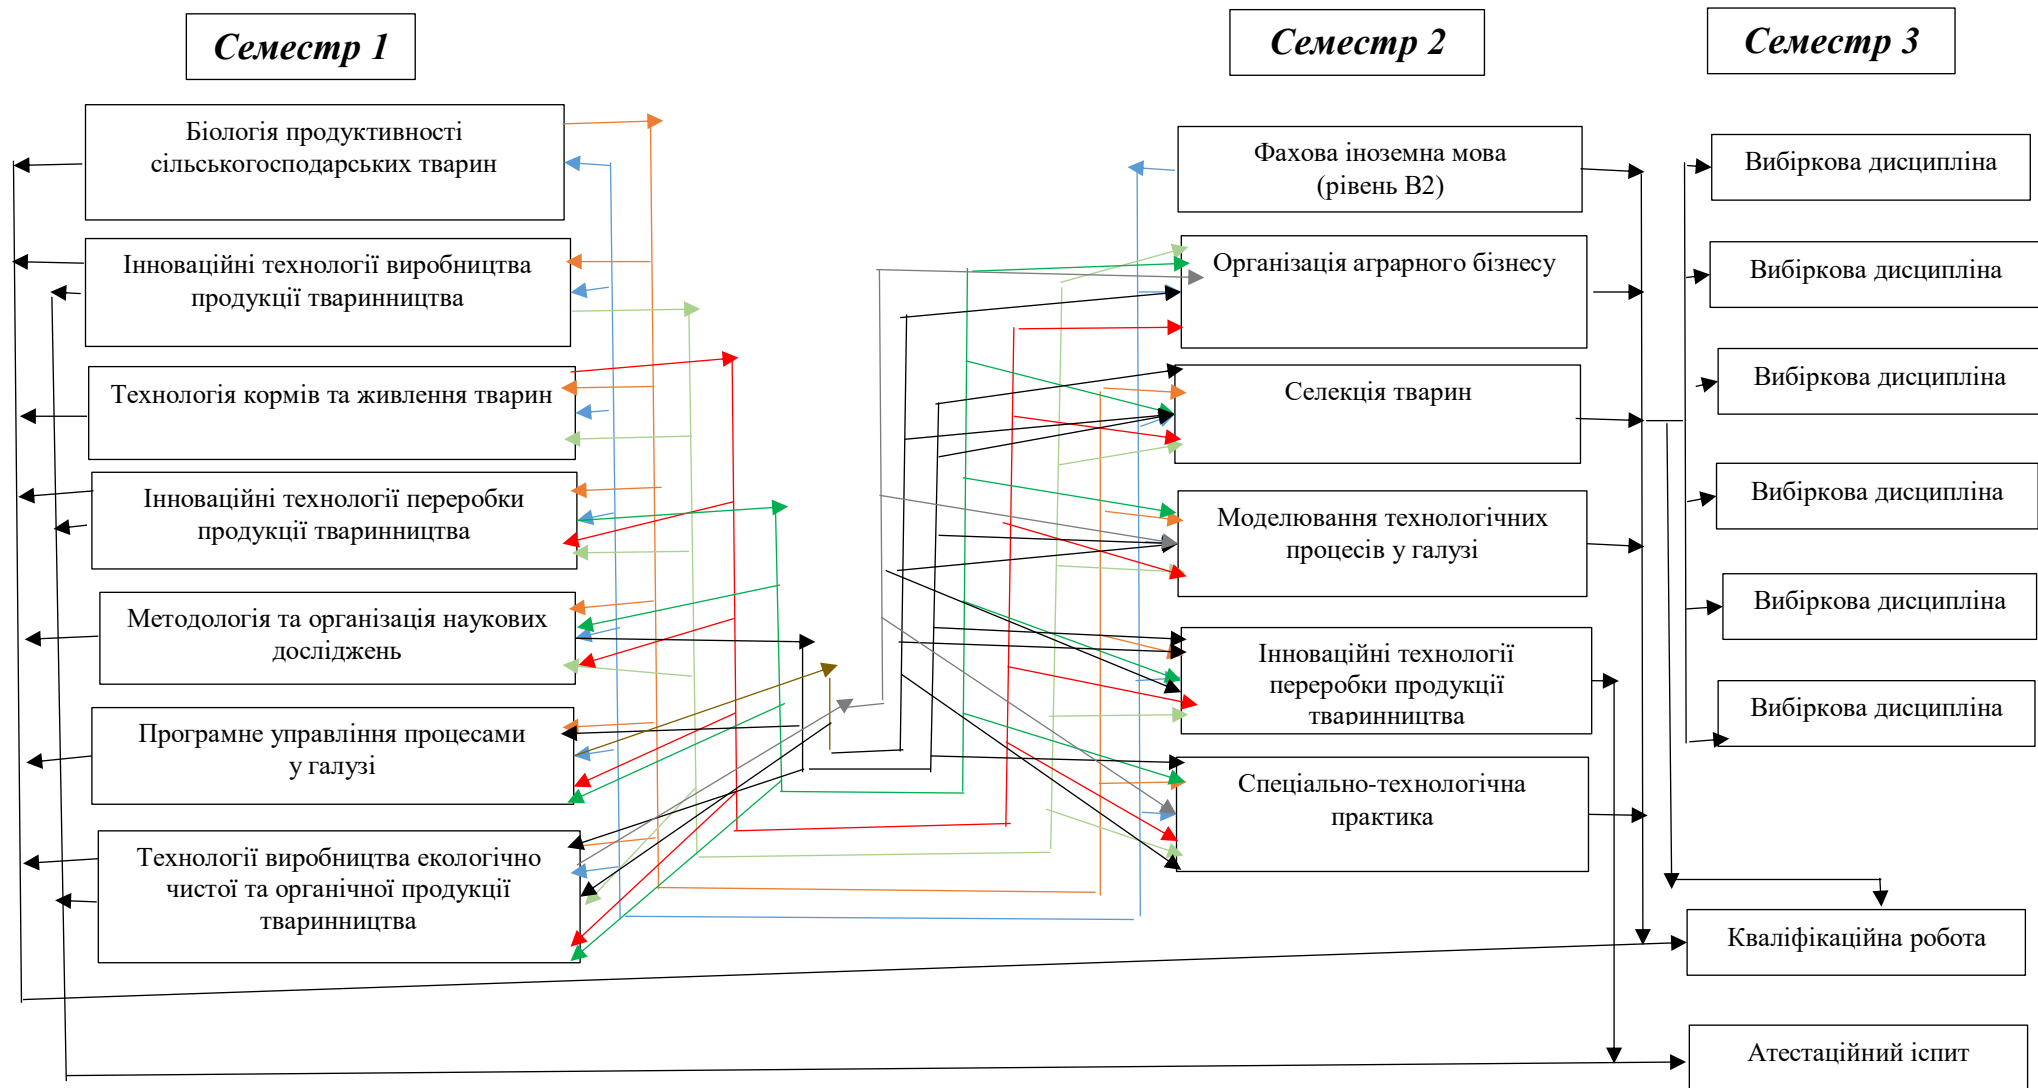 Семестр 1
Біологія продуктивності
сільськогосподарських тварин
Інноваційні технології виробництва
продукції тваринництва
Технологія кормів та живлення тварин
Інноваційні технології переробки
продукції тваринництва
Методологія та організація наукових
досліджень
Програмне управління процесами
у галузі
Технології виробництва екологічно
чистої та органічної продукції
тваринництва
Семестр 2
Фахова іноземна мова
(рівень В2)
Організація аграрного бізнесу
Селекція тварин
Моделювання технологічних
процесів у галузі
Інноваційні технології
переробки продукції
тваринництва
Спеціально-технологічна
практика
Семестр 3
Вибіркова дисципліна
Вибіркова дисципліна
Вибіркова дисципліна
Вибіркова дисципліна
Вибіркова дисципліна
Вибіркова дисципліна
Кваліфікаційна робота
Атестаційний іспит